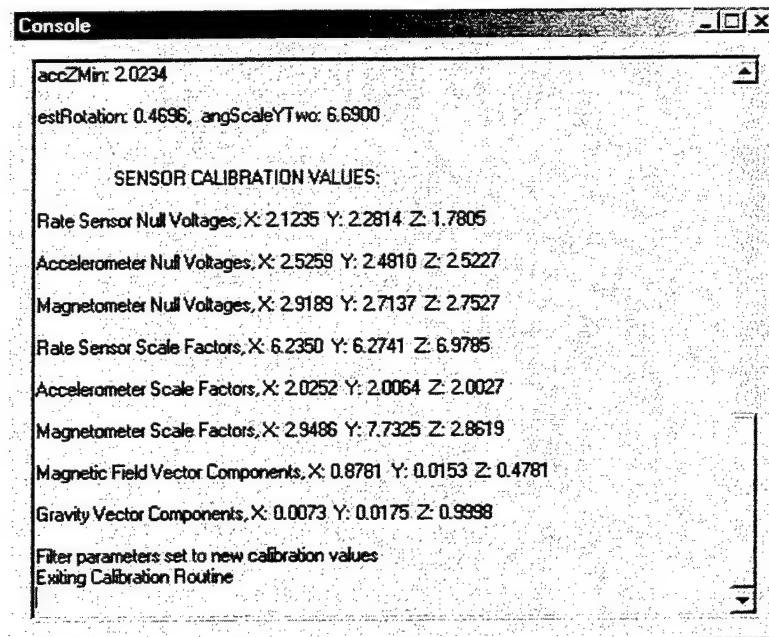 Console
accZMin: 2.0234
estRotation: 0.4696, angScaleYTwo: 6.6900
SENSOR CALIBRATION VALUES:
Rate Sensor Null Voltages, X: 2.1235 Y: 2.2814 Z: 1.7805
Accelerometer Null Voltages, X: 2.5259 Y: 2.4810 Z: 2.5227
Magnetometer Null Voltages, X: 2.9189 Y: 2.7137 Z: 2.7527
Rate Sensor Scale Factors, X: 6.2350 Y: 6.2741 Z: 6.9785
Accelerometer Scale Factors, X: 2.0252 Y: 2.0064 Z: 2.0027
Magnetometer Scale Factors, X: 2.9486 Y: 7.7325 Z: 2.8619
Magnetic Field Vector Components, X: 0.8781 Y: 0.0153 Z: 0.4781
Gravity Vector Components, X: 0.0073 Y: 0.0175 Z: 0.9998
Filter parameters set to new calibration values
Exiting Calibration Routine